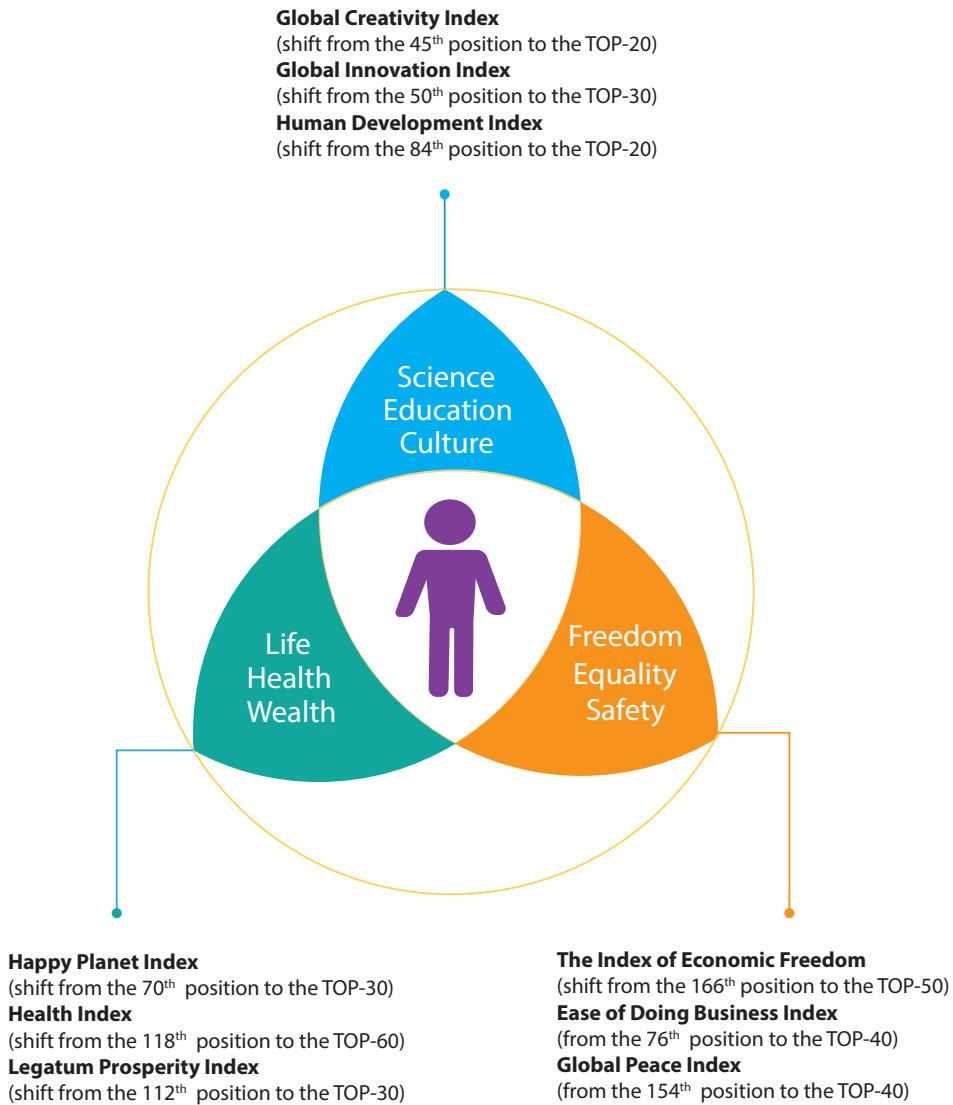 Global Creativity Index
(shift from the 45th position to the TOP-20)
Global Innovation Index
(shift from the 50th position to the TOP-30)
Human Development Index
(shift from the 84th position to the TOP-20)
Science
Education
Culture
Life
Health
Wealth
Freedom
Equality
Safety
Happy Planet Index
(shift from the 70th position to the TOP-30)
Health Index
(shift from the 118th position to the TOP-60)
Legatum Prosperity Index
(shift from the 112th position to the TOP-30)
The Index of Economic Freedom
(shift from the 166th position to the TOP-50)
Ease of Doing Business Index
(from the 76th position to the TOP-40)
Global Peace Index
(from the 154th position to the TOP-40)